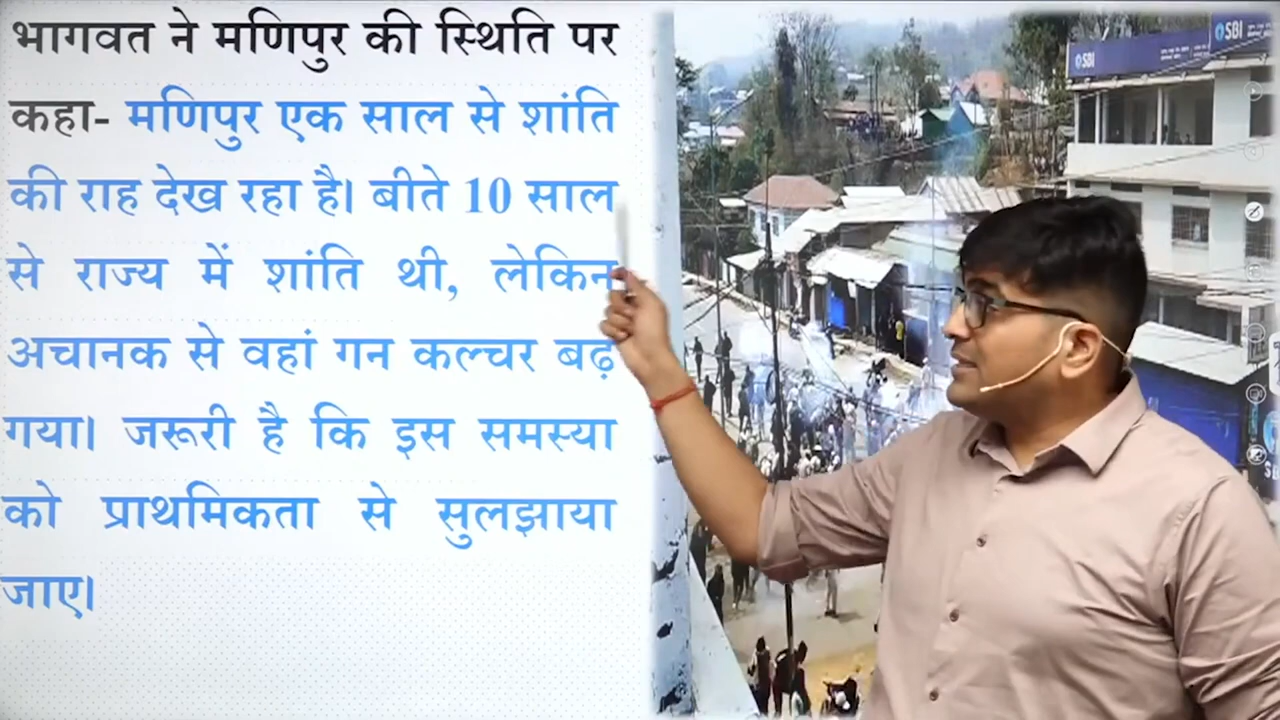 भागवत ने मणिपुर की स्थिति पर
कहा- मणिपुर एक साल से शांति
की राह देख रहा है। बीते 10 साल
से राज्य में शांति थी, लेकिन
अचानक से वहां गन कल्चर बढ़
गया। जरूरी है कि इस समस्या
को प्राथमिकता से सुलझाया
जाए।
SBI
SBI